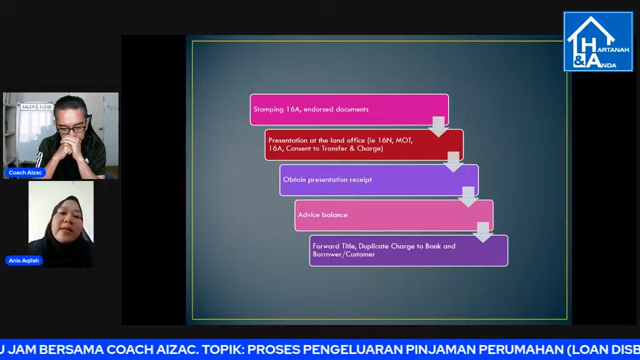 HARTANAH
& ANDA
Stamping 16A, endorsed documents
Presentation at the land office (ie 16N, MOT,
16A, Consent to Transfer & Charge)
Obtain presentation receipt
Advice balance
Forward Title, Duplicate Charge to Bank and
Borrower/Customer
Coach Aizac
Anis Aqilah
U JAM BERSAMA COACH AIZAC. TOPIK: PROSES PENGELUARAN PINJAMAN PERUMAHAN (LOAN DISB